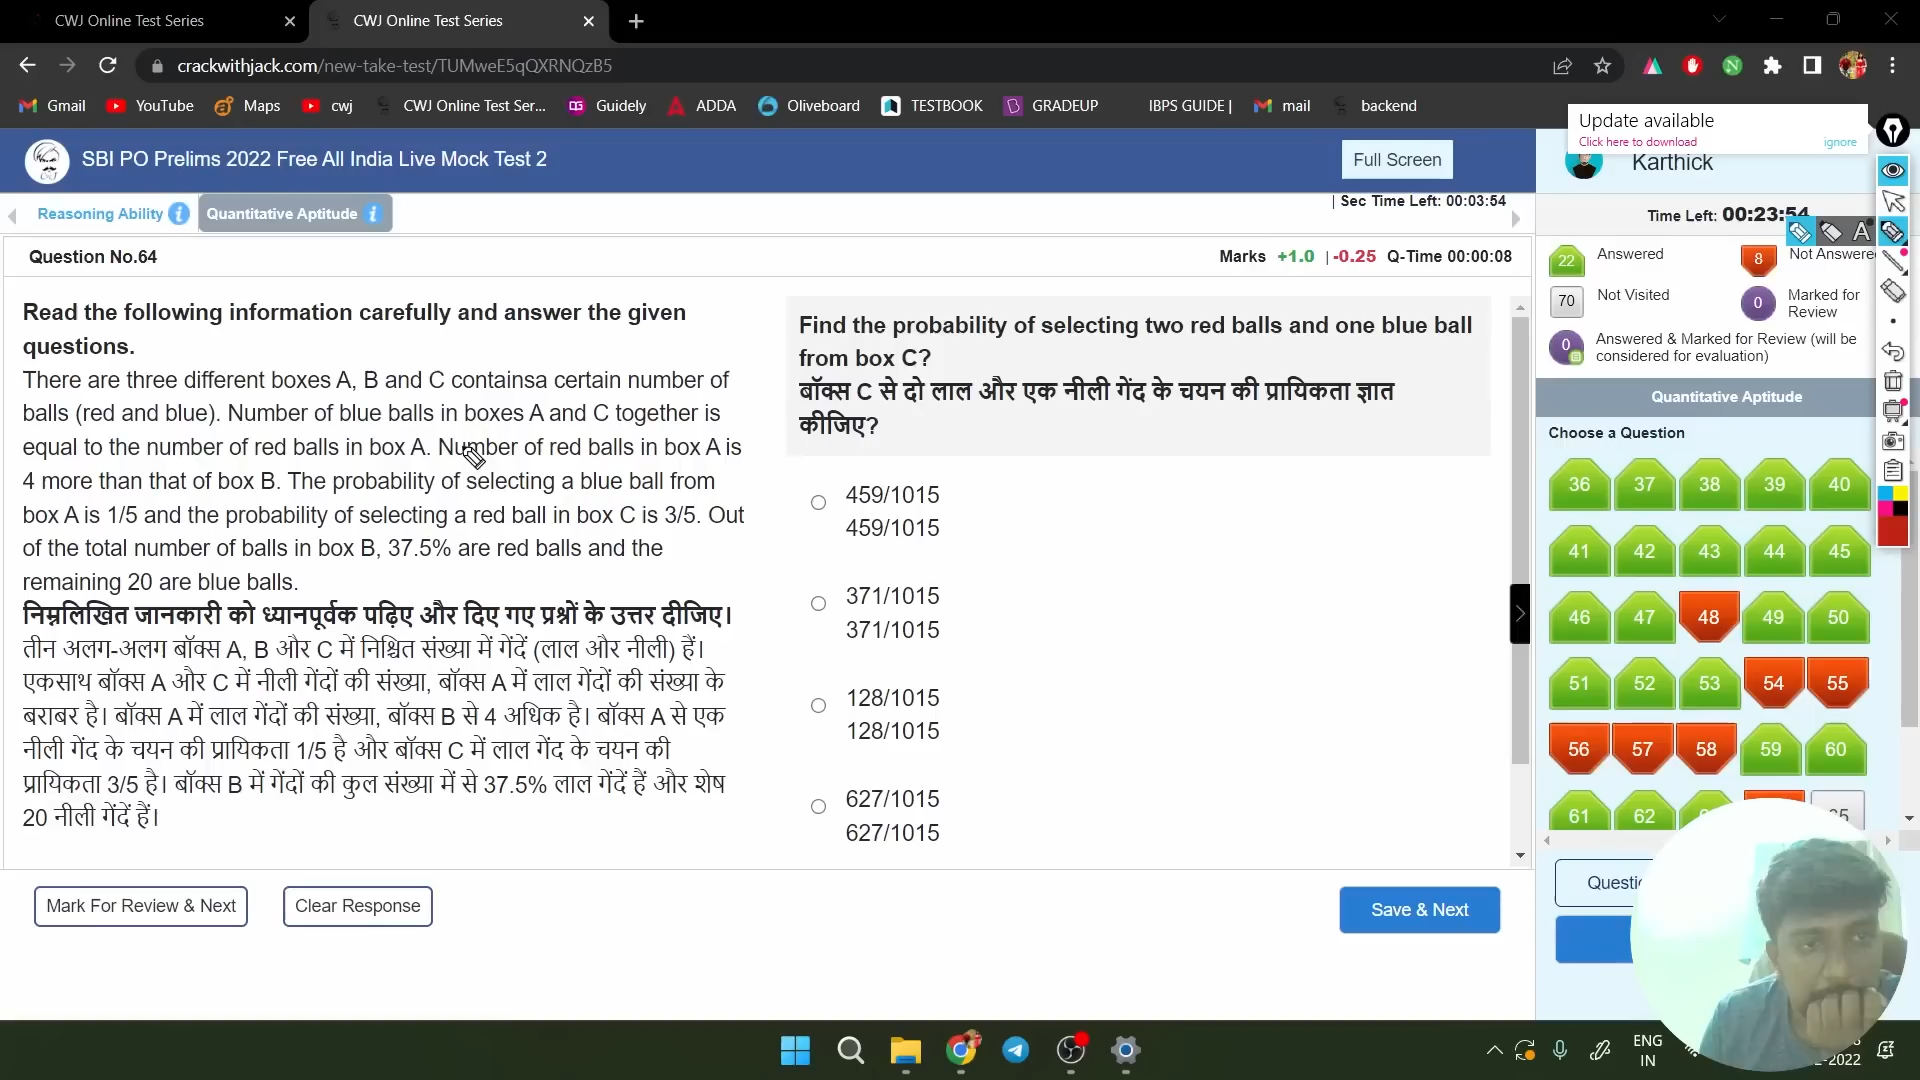 CWJ Online Test Series
CWJ Online Test Series
crackwithjack.com/new-take-test/TUMweE5qQXRNQzB5
Gmail YouTube Maps cwj CWJ Online Test Ser... Guidely ADDA Oliveboard TESTBOOK GRADEUP IBPS GUIDE | mail backend
Update available
Click here to download ignore
SBI PO Prelims 2022 Free All India Live Mock Test 2
Full Screen
Karthick
Reasoning Ability Quantitative Aptitude
| Sec Time Left: 00:03:54
Time Left: 00:23:54
Question No.64
Marks +1.0 | -0.25 Q-Time 00:00:08
Read the following information carefully and answer the given
questions.
There are three different boxes A, B and C containsa certain number of
balls (red and blue). Number of blue balls in boxes A and C together is
equal to the number of red balls in box A. Number of red balls in box A is
4 more than that of box B. The probability of selecting a blue ball from
box A is 1/5 and the probability of selecting a red ball in box C is 3/5. Out
of the total number of balls in box B, 37.5% are red balls and the
remaining 20 are blue balls.
निम्नलिखित जानकारी को ध्यानपूर्वक पढ़िए और दिए गए प्रश्नों के उत्तर दीजिए।
तीन अलग-अलग बॉक्स A, B और C में निश्चित संख्या में गेंदें (लाल और नीली) हैं।
एकसाथ बॉक्स A और C में नीली गेंदों की संख्या, बॉक्स A में लाल गेंदों की संख्या के
बराबर है। बॉक्स A में लाल गेंदों की संख्या, बॉक्स B से 4 अधिक है। बॉक्स A से एक
नीली गेंद के चयन की प्रायिकता 1/5 है और बॉक्स C में लाल गेंद के चयन की
प्रायिकता 3/5 है। बॉक्स B में गेंदों की कुल संख्या में से 37.5% लाल गेंदें हैं और शेष
20 नीली गेंदें हैं।
Find the probability of selecting two red balls and one blue ball
from box C?
बॉक्स C से दो लाल और एक नीली गेंद के चयन की प्रायिकता ज्ञात
कीजिए?
459/1015
459/1015
371/1015
371/1015
128/1015
128/1015
627/1015
627/1015
Mark For Review & Next
Clear Response
Save & Next
22 Answered
8 Not Answere
70 Not Visited
0 Marked for
Review
0 Answered & Marked for Review (will be
considered for evaluation)
Quantitative Aptitude
Choose a Question
36 37 38 39 40
41 42 43 44 45
46 47 48 49 50
51 52 53 54 55
56 57 58 59 60
61 62
A
ENG
IN